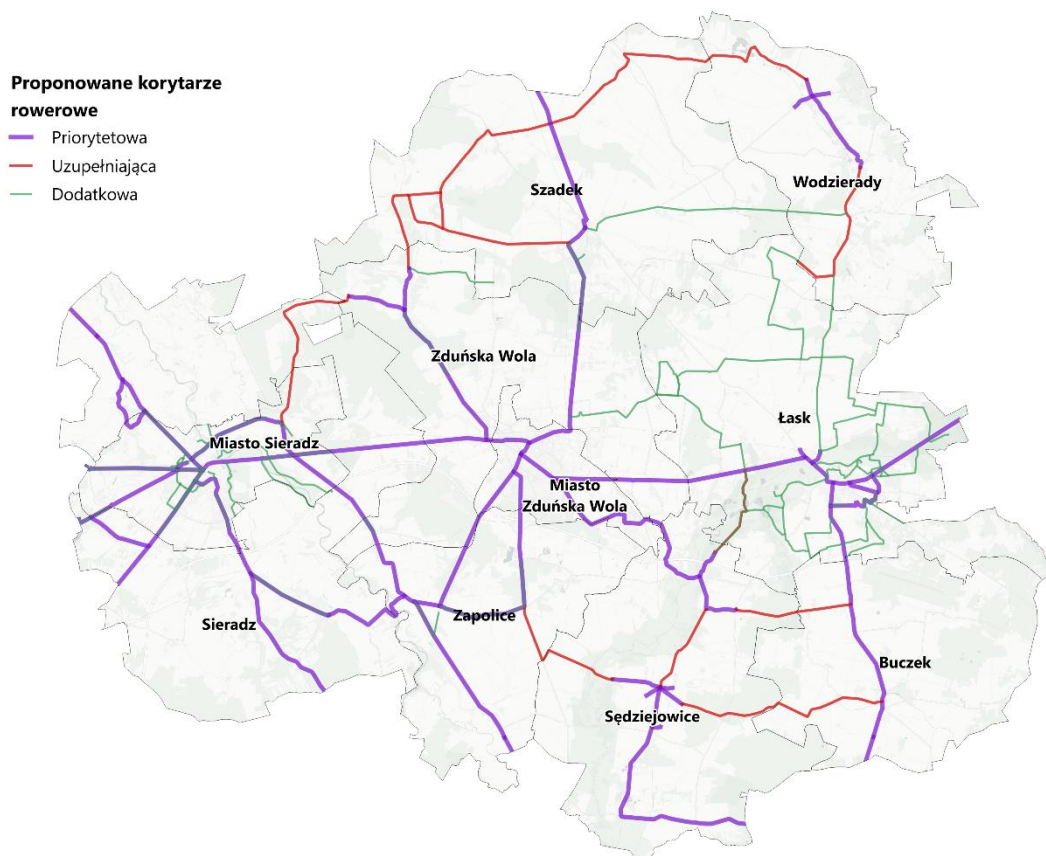 Proponowane korytarze
rowerowe
Priorytetowa
Uzupełniająca
Dodatkowa
Szadek
Wodzierady
Zduńska Wola
Łask
Miasto Sieradz
Miasto
Zduńska Wola
Zapolice
Sieradz
Buczek
Sędziejowice